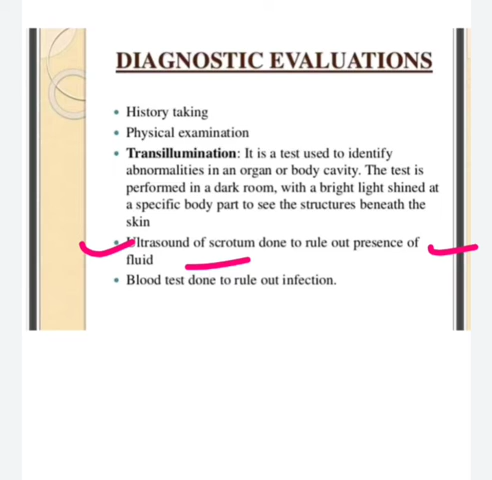 DIAGNOSTIC EVALUATIONS
• History taking
• Physical examination
• Transillumination: It is a test used to identify
abnormalities in an organ or body cavity. The test is
performed in a dark room, with a bright light shined at
a specific body part to see the structures beneath the
skin
• Ultrasound of scrotum done to rule out presence of
fluid
• Blood test done to rule out infection.